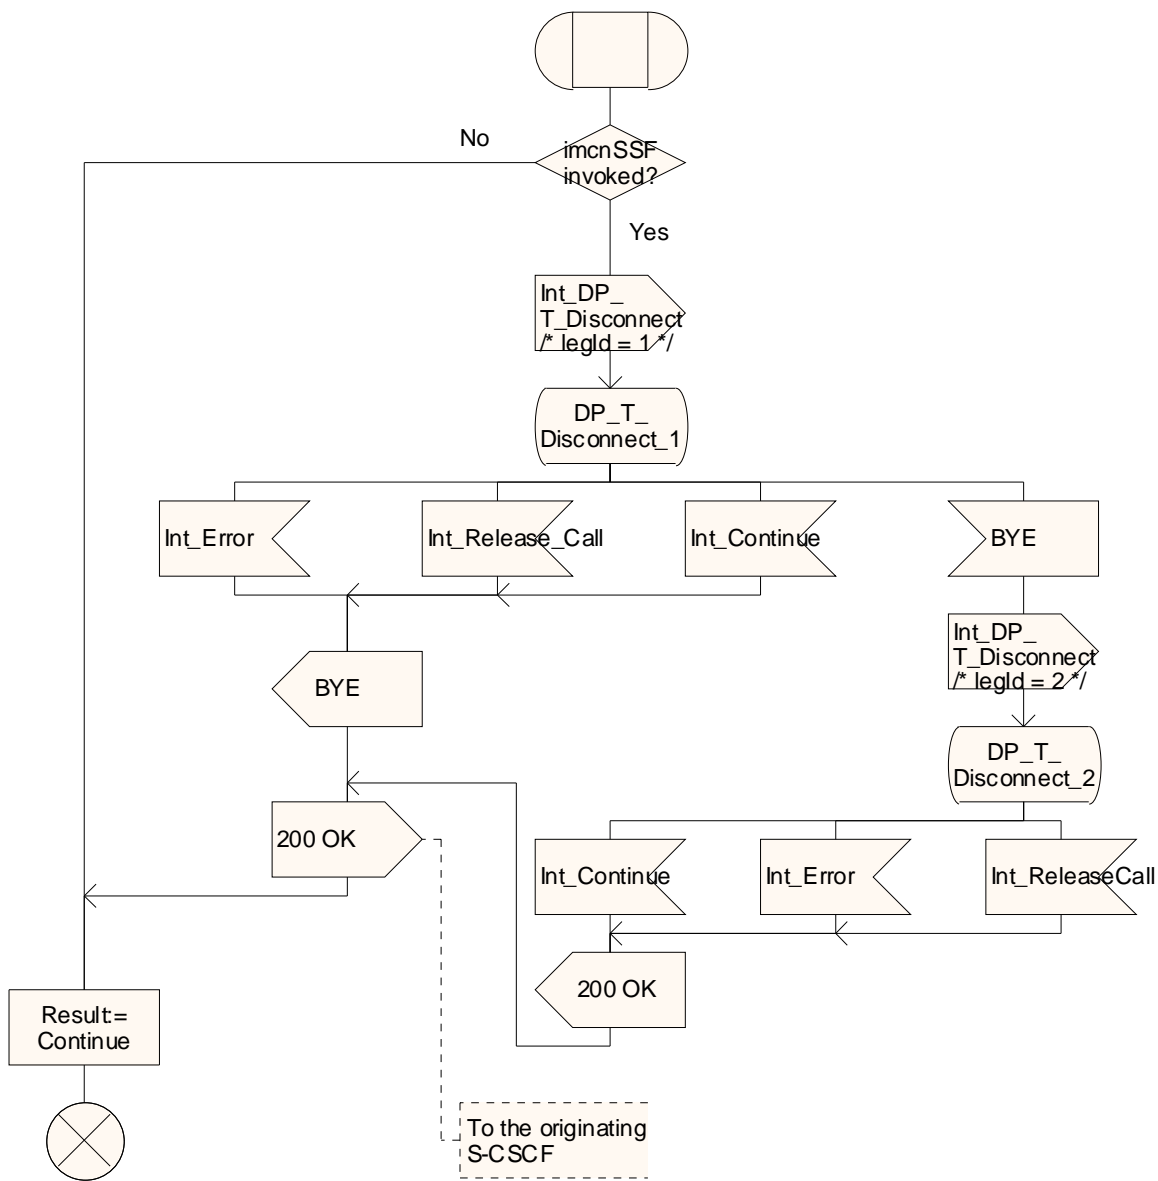 No
imcnSSF
invoked?
Yes
Int_DP_
T_Disconnect
/* legId = 1 */
DP_T_
Disconnect_1
Int_Error
Int_Release_Call
Int_Continue
BYE
Int_DP_
T_Disconnect
/* legId = 2 */
BYE
DP_T_
Disconnect_2
200 OK
Int_Continue
Int_Error
Int_ReleaseCall
200 OK
Result:=
Continue
To the originating
S-CSCF